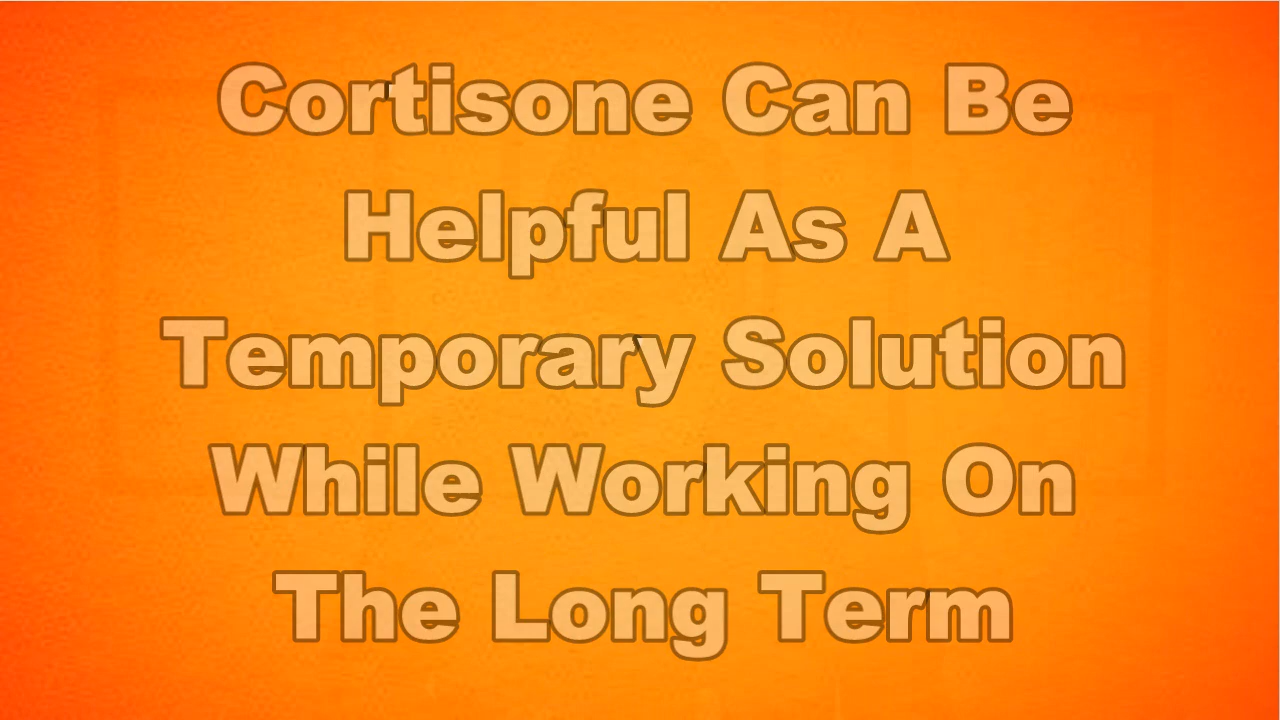 Cortisone Can Be
Helpful As A
Temporary Solution
While Working On
The Long Term